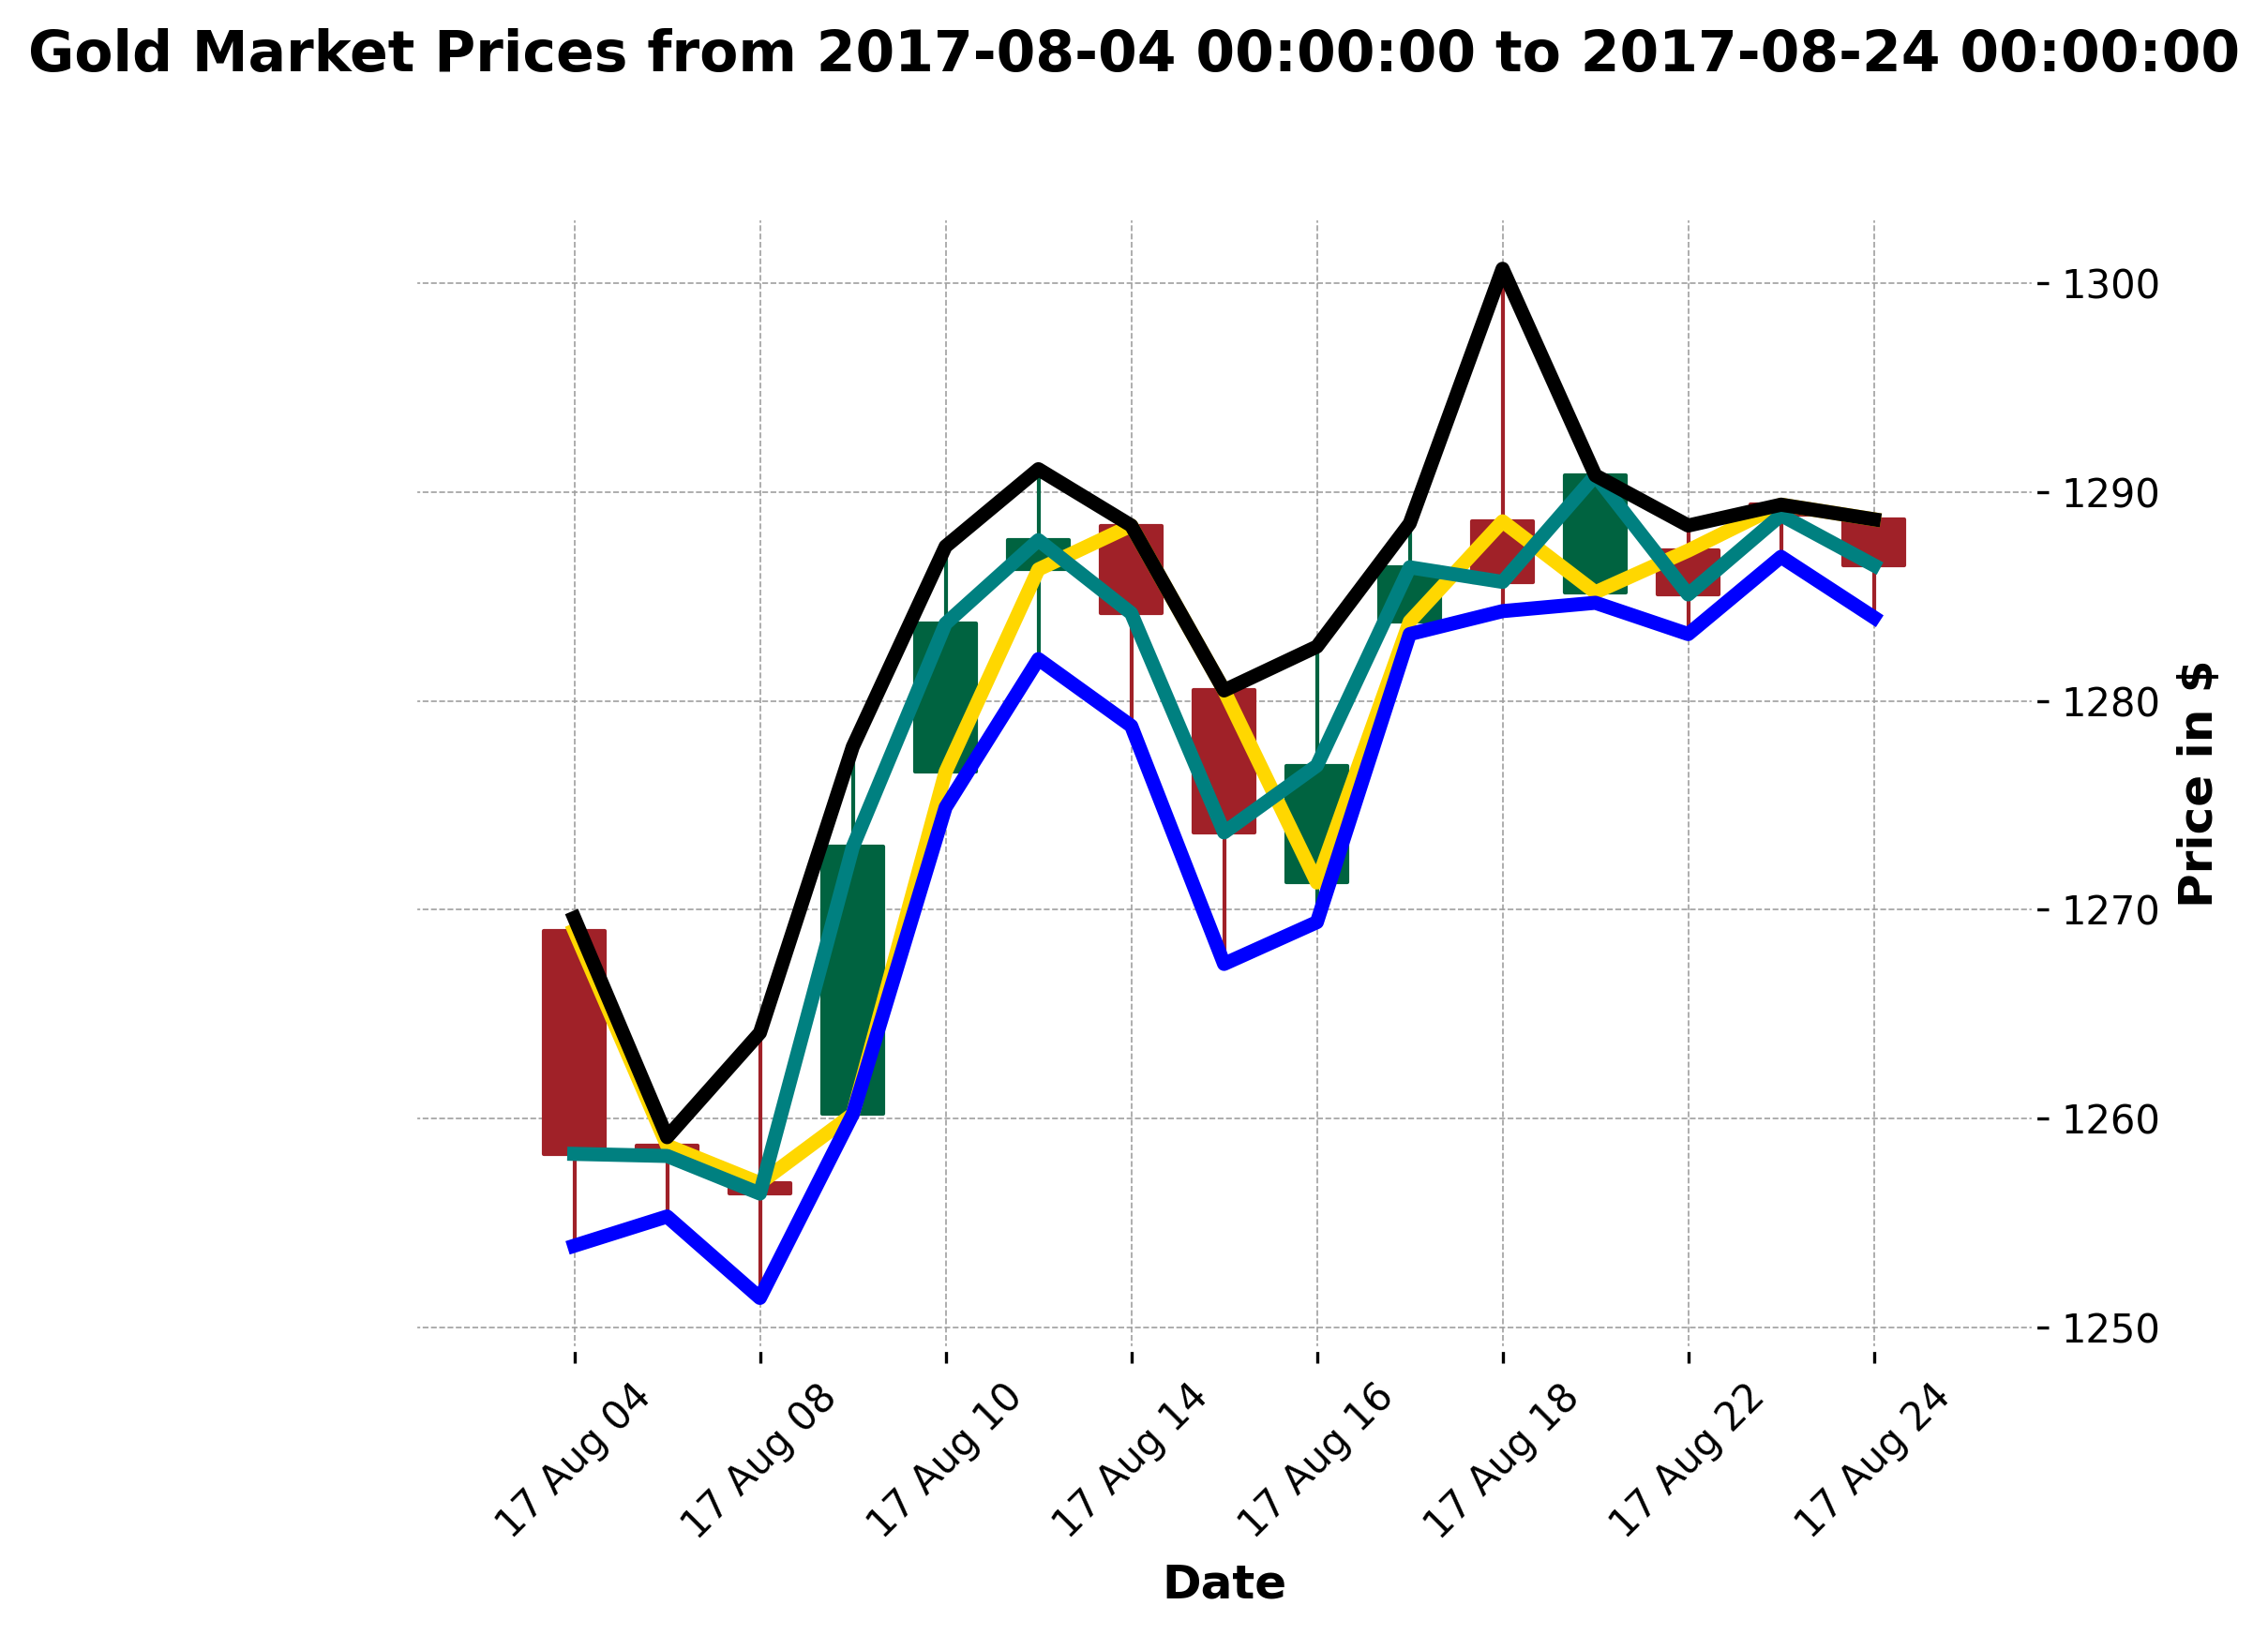 Gold Market Prices from 2017-08-04 00:00:00 to 2017-08-24 00:00:00
1300
1290
1280
1270
1260
1250
Price in $
17 Aug 04
17 Aug 08
17 Aug 10
17 Aug 14
17 Aug 16
17 Aug 18
17 Aug 22
17 Aug 24
Date